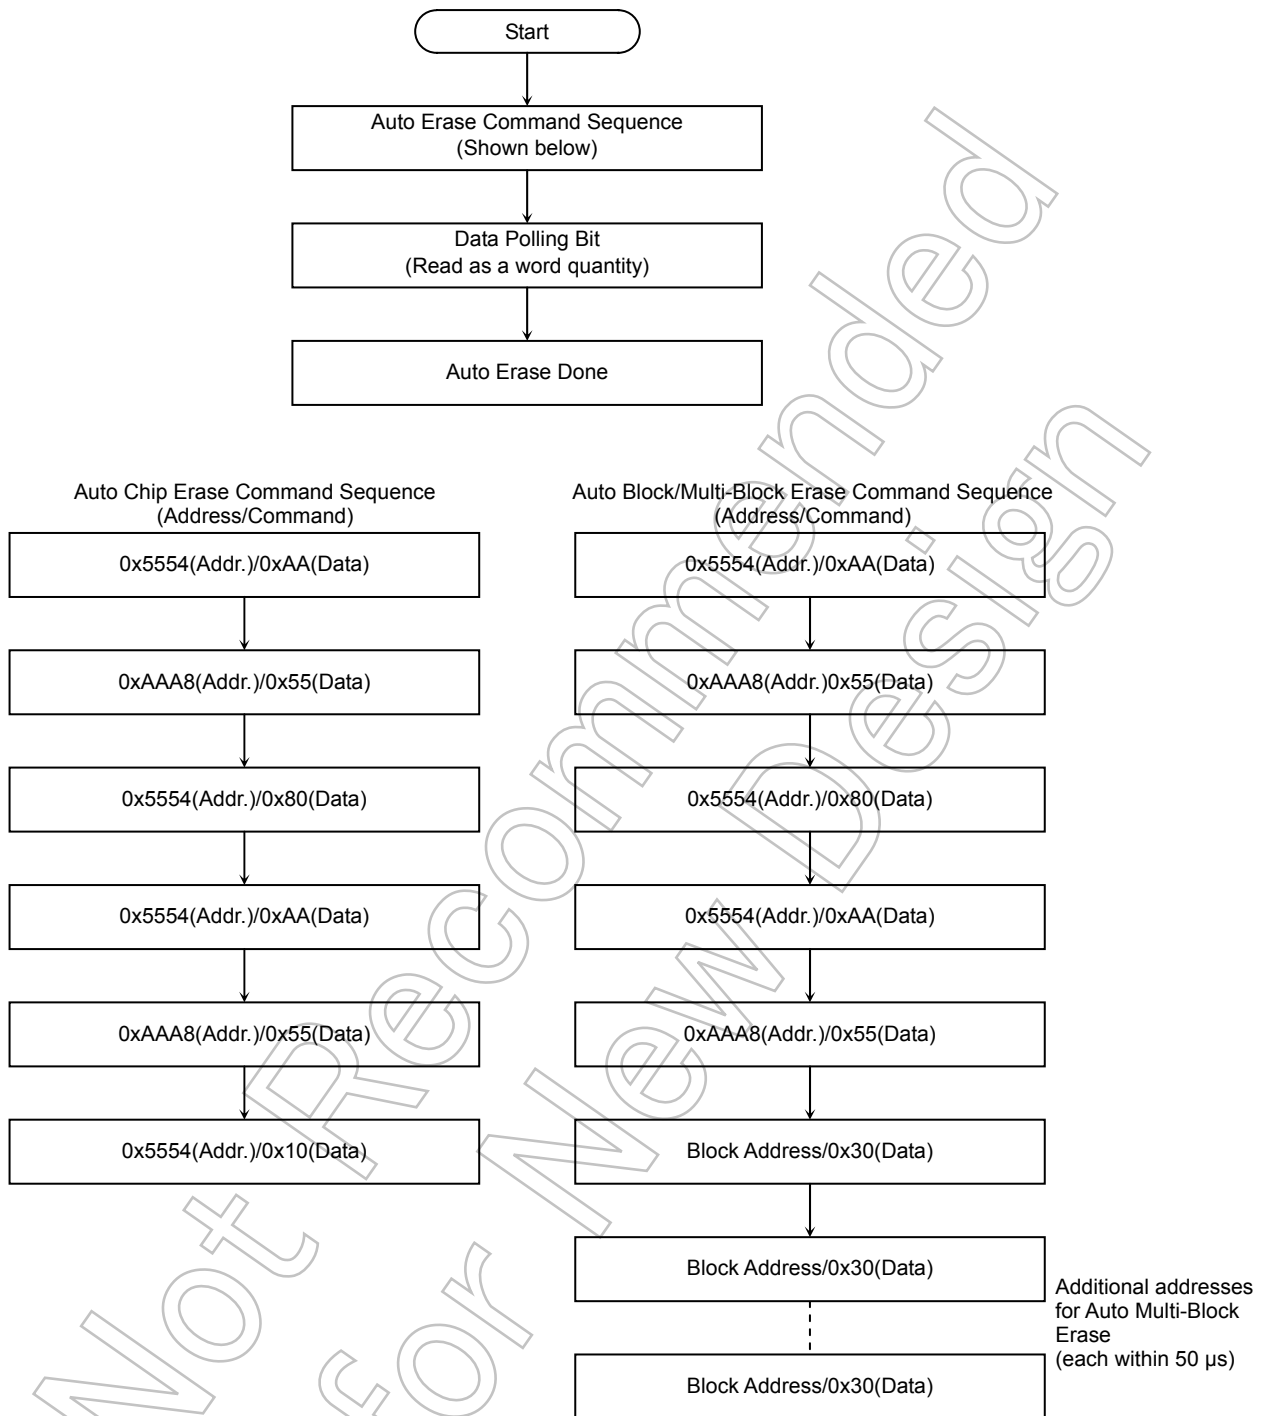 Start
Auto Erase Command Sequence
(Shown below)
Data Polling Bit
(Read as a word quantity)
Auto Erase Done
Auto Chip Erase Command Sequence
(Address/Command)
0x5554(Addr.)/0xAA(Data)
0xAAA8(Addr.)/0x55(Data)
0x5554(Addr.)/0x80(Data)
0x5554(Addr.)/0xAA(Data)
0xAAA8(Addr.)/0x55(Data)
0x5554(Addr.)/0x10(Data)
Auto Block/Multi-Block Erase Command Sequence
(Address/Command)
0x5554(Addr.)/0xAA(Data)
0xAAA8(Addr.)0x55(Data)
0x5554(Addr.)/0x80(Data)
0x5554(Addr.)/0xAA(Data)
0xAAA8(Addr.)/0x55(Data)
Block Address/0x30(Data)
Block Address/0x30(Data)
Block Address/0x30(Data)
Additional addresses
for Auto Multi-Block
Erase
(each within 50 µs)
Not Recommended
for New Design